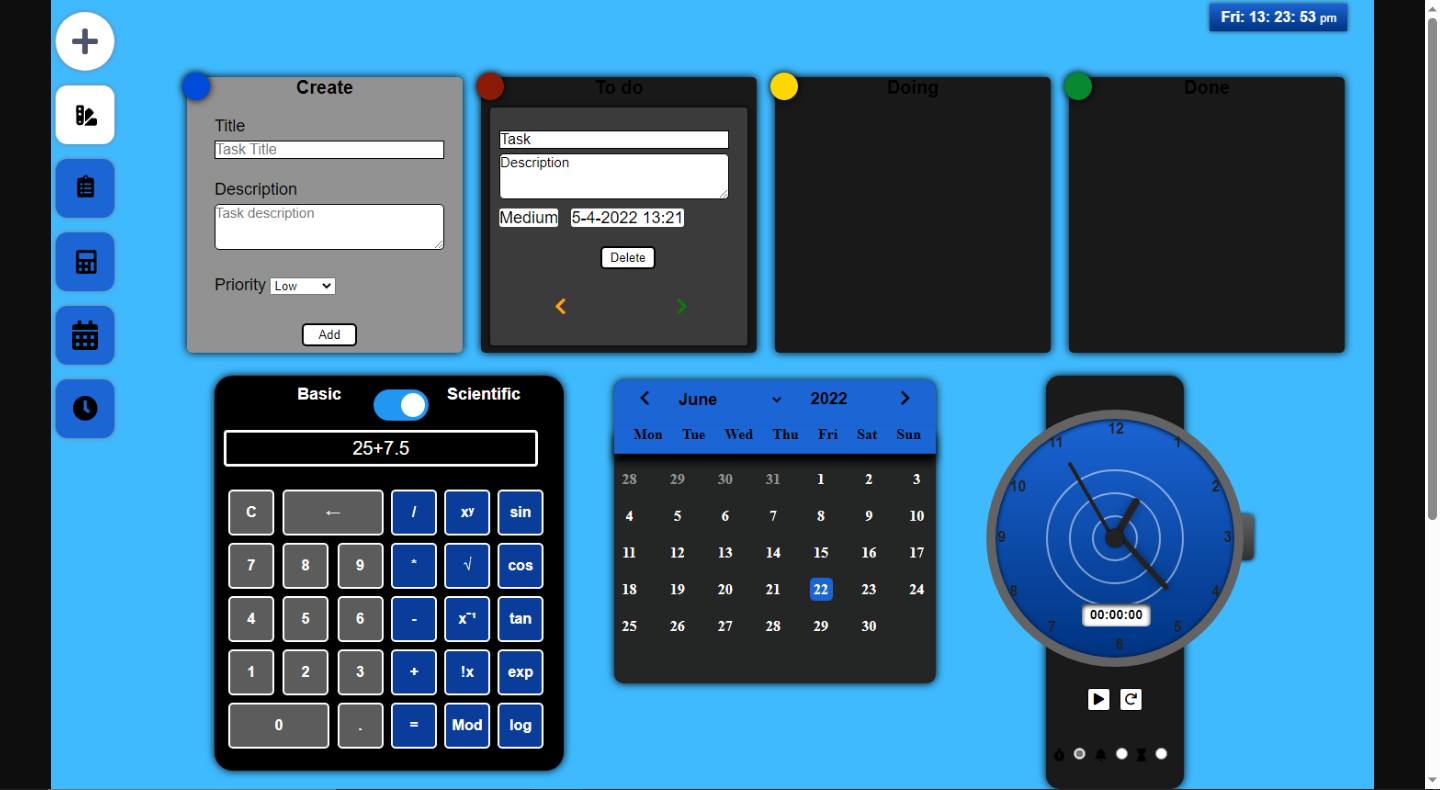 Fri: 13: 23: 53 pm
Create
Title
Task Title
Description
Task description
Priority Low
Add
To do
Task
Description
Medium 5-4-2022 13:21
Delete
Doing
Done
Basic Scientific
25+7.5
C ← / xʸ sin
7 8 9 * √ cos
4 5 6 - x⁻¹ tan
1 2 3 + !x exp
0 . = Mod log
June 2022
Mon Tue Wed Thu Fri Sat Sun
28 29 30 31 1 2 3
4 5 6 7 8 9 10
11 12 13 14 15 16 17
18 19 20 21 22 23 24
25 26 27 28 29 30
12
11 1
10 2
9 3
8 4
00:00:00
7 5
6